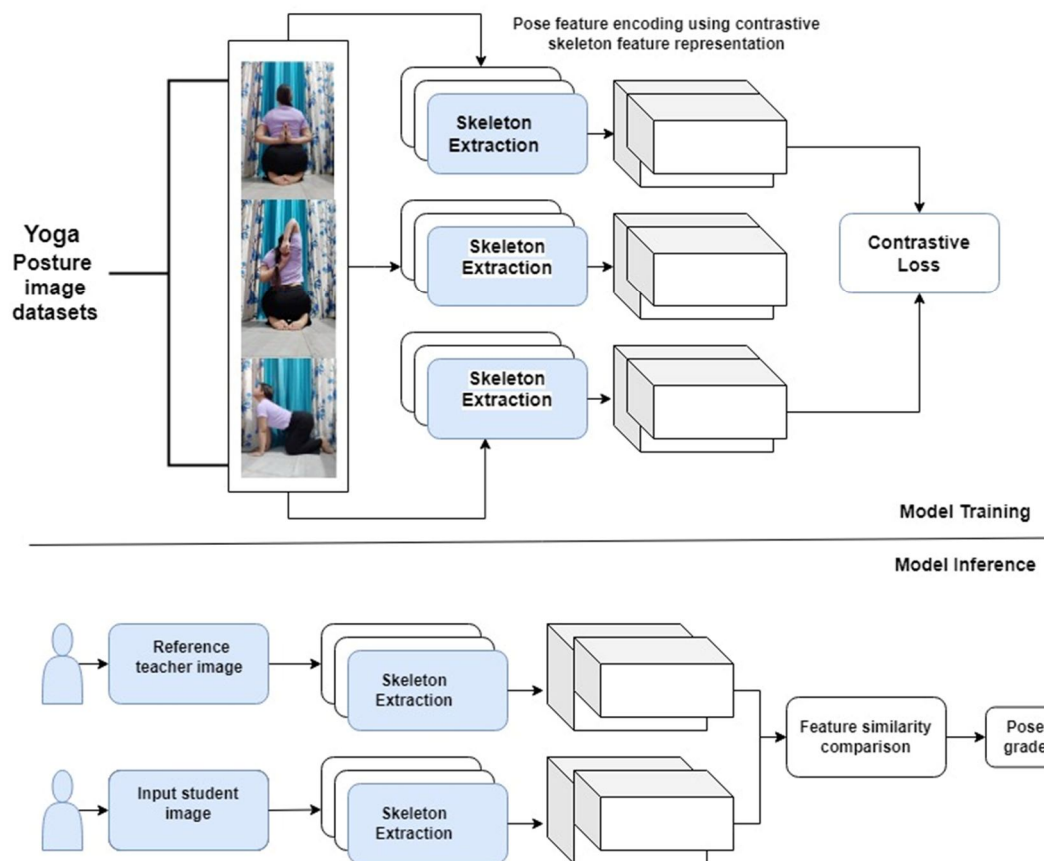 Pose feature encoding using contrastive
skeleton feature representation
Skeleton
Extraction
Yoga
Posture
image
datasets
Skeleton
Extraction
Contrastive
Loss
Skeleton
Extraction
Model Training
Model Inference
Reference
teacher image
Skeleton
Extraction
Feature similarity
comparison
Pose
grade
Input student
image
Skeleton
Extraction